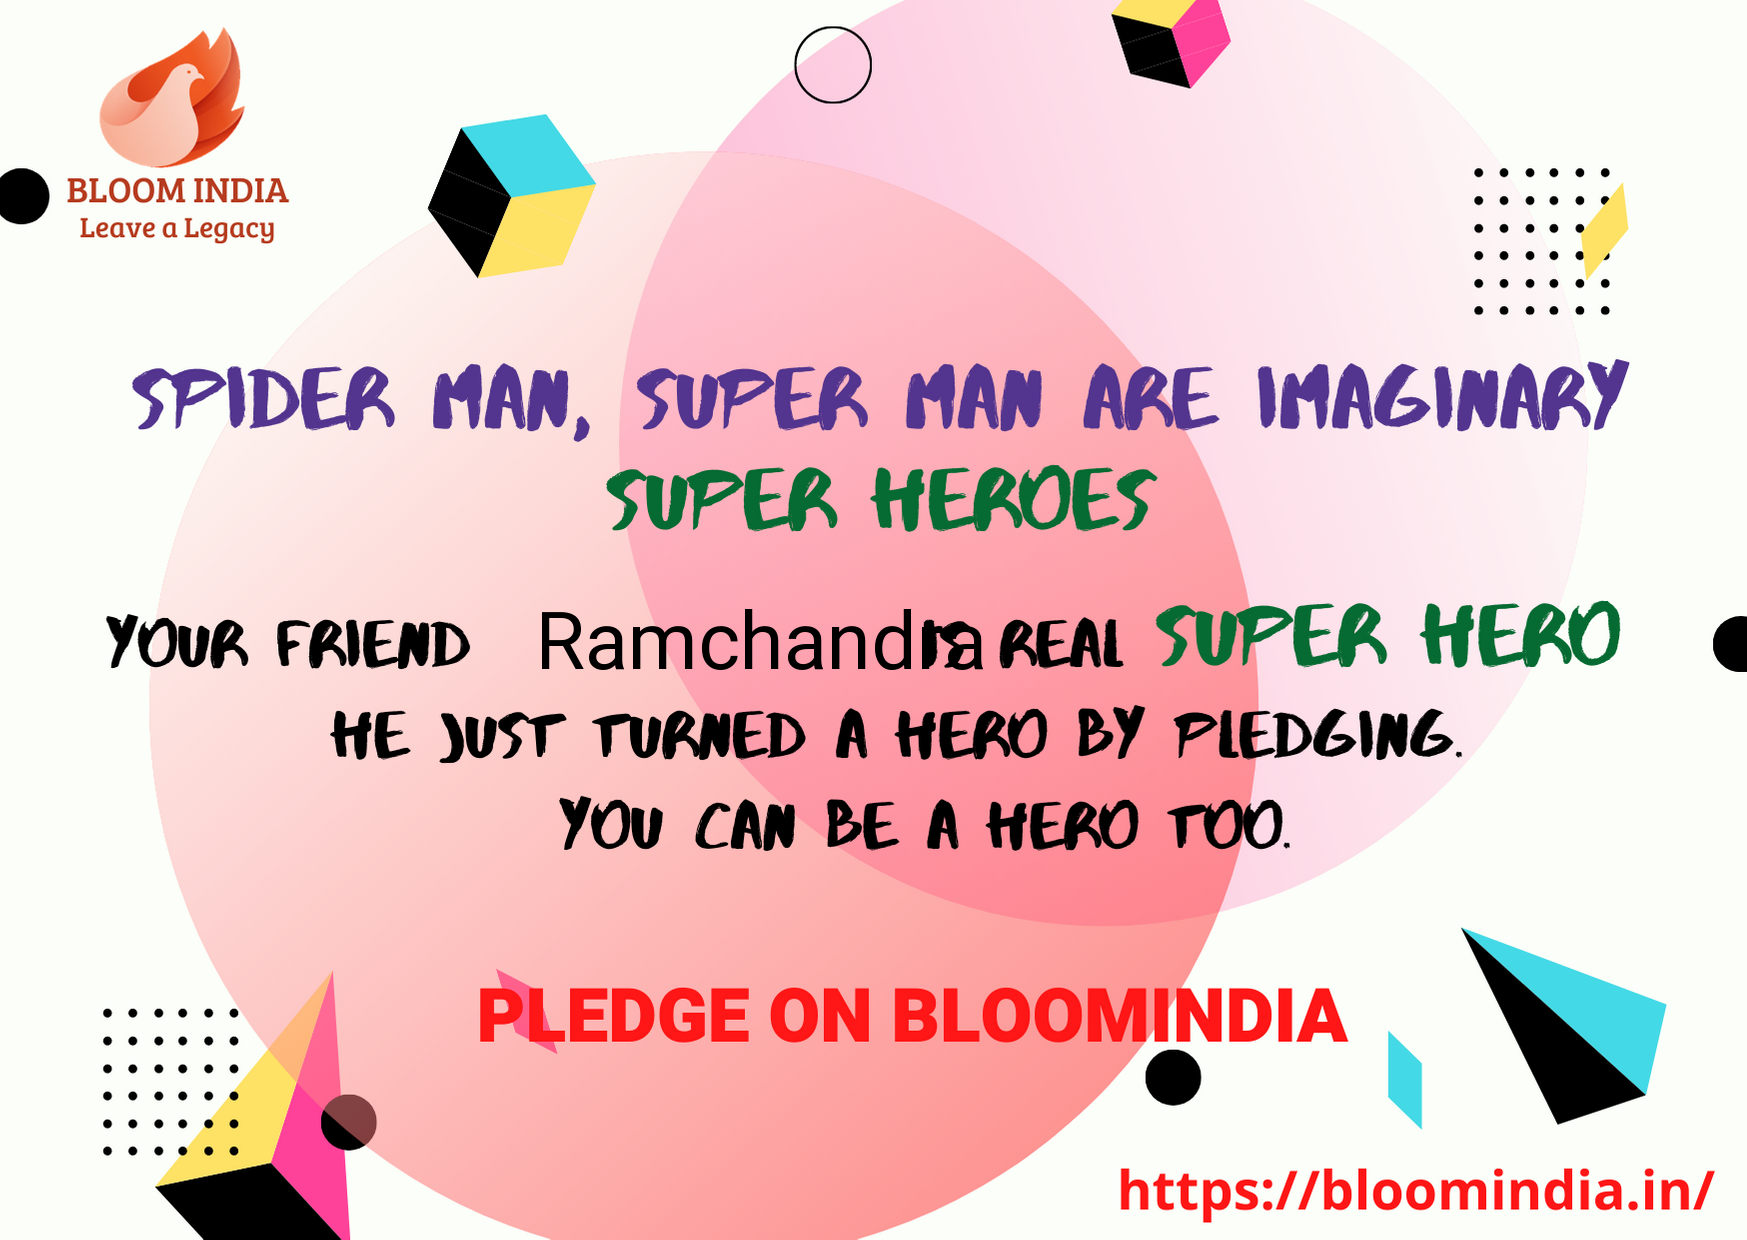 BLOOM INDIA
Leave a Legacy
SPIDER MAN, SUPER MAN ARE IMAGINARY
SUPER HEROES
YOUR FRIEND Ramchandra IS REAL SUPER HERO
HE JUST TURNED A HERO BY PLEDGING.
YOU CAN BE A HERO TOO.
PLEDGE ON BLOOMINDIA
https://bloomindia.in/